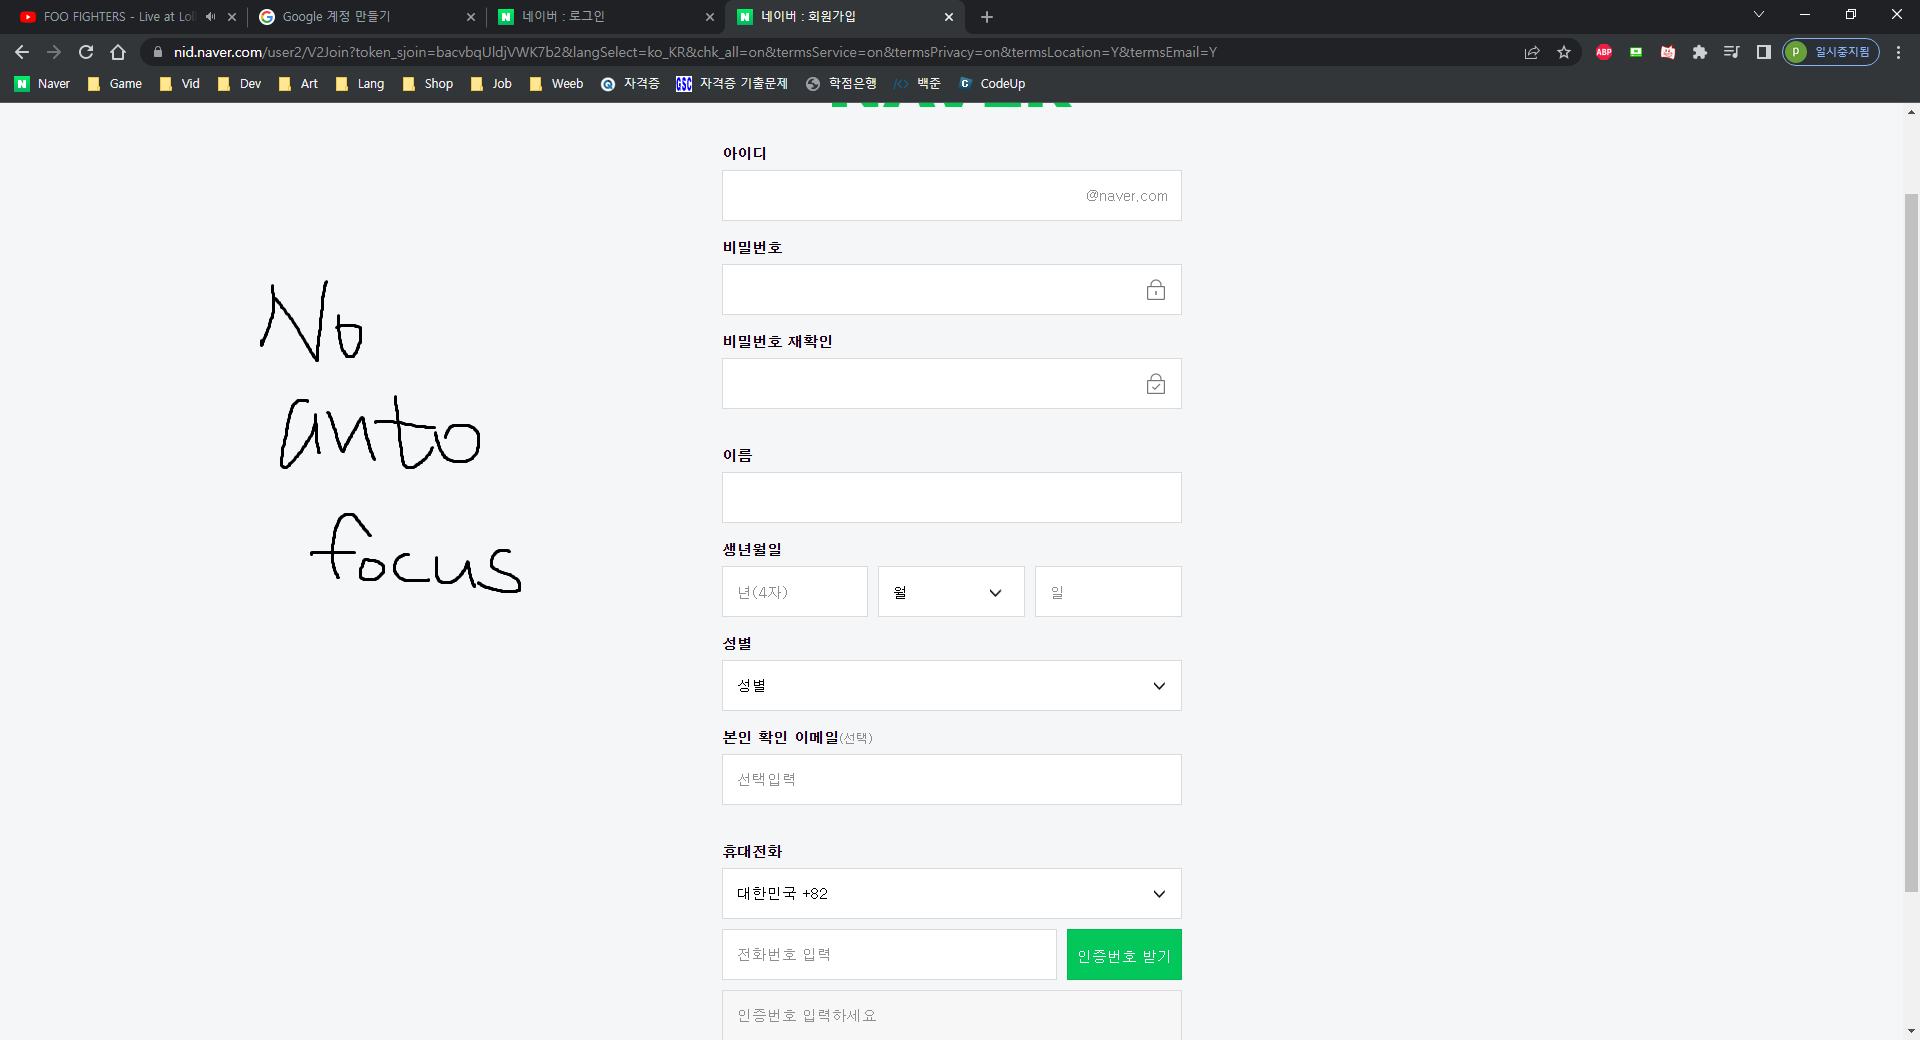 FOO FIGHTERS - Live at Lol
Google 계정 만들기
네이버 : 로그인
네이버 : 회원가입
nid.naver.com/user2/V2Join?token_sjoin=bacvbqUldjVWK7b2&langSelect=ko_KR&chk_all=on&termsService=on&termsPrivacy=on&termsLocation=Y&termsEmail=Y
ABP
P 일시중지됨
Naver Game Vid Dev Art Lang Shop Job Weeb 자격증 GSC 자격증 기출문제 학점은행 백준 CodeUp
NAVER
아이디
@naver.com
비밀번호
비밀번호 재확인
이름
생년월일
년(4자) 월 일
성별
성별
본인 확인 이메일(선택)
선택입력
휴대전화
대한민국 +82
전화번호 입력 인증번호 받기
인증번호 입력하세요
No
auto
focus